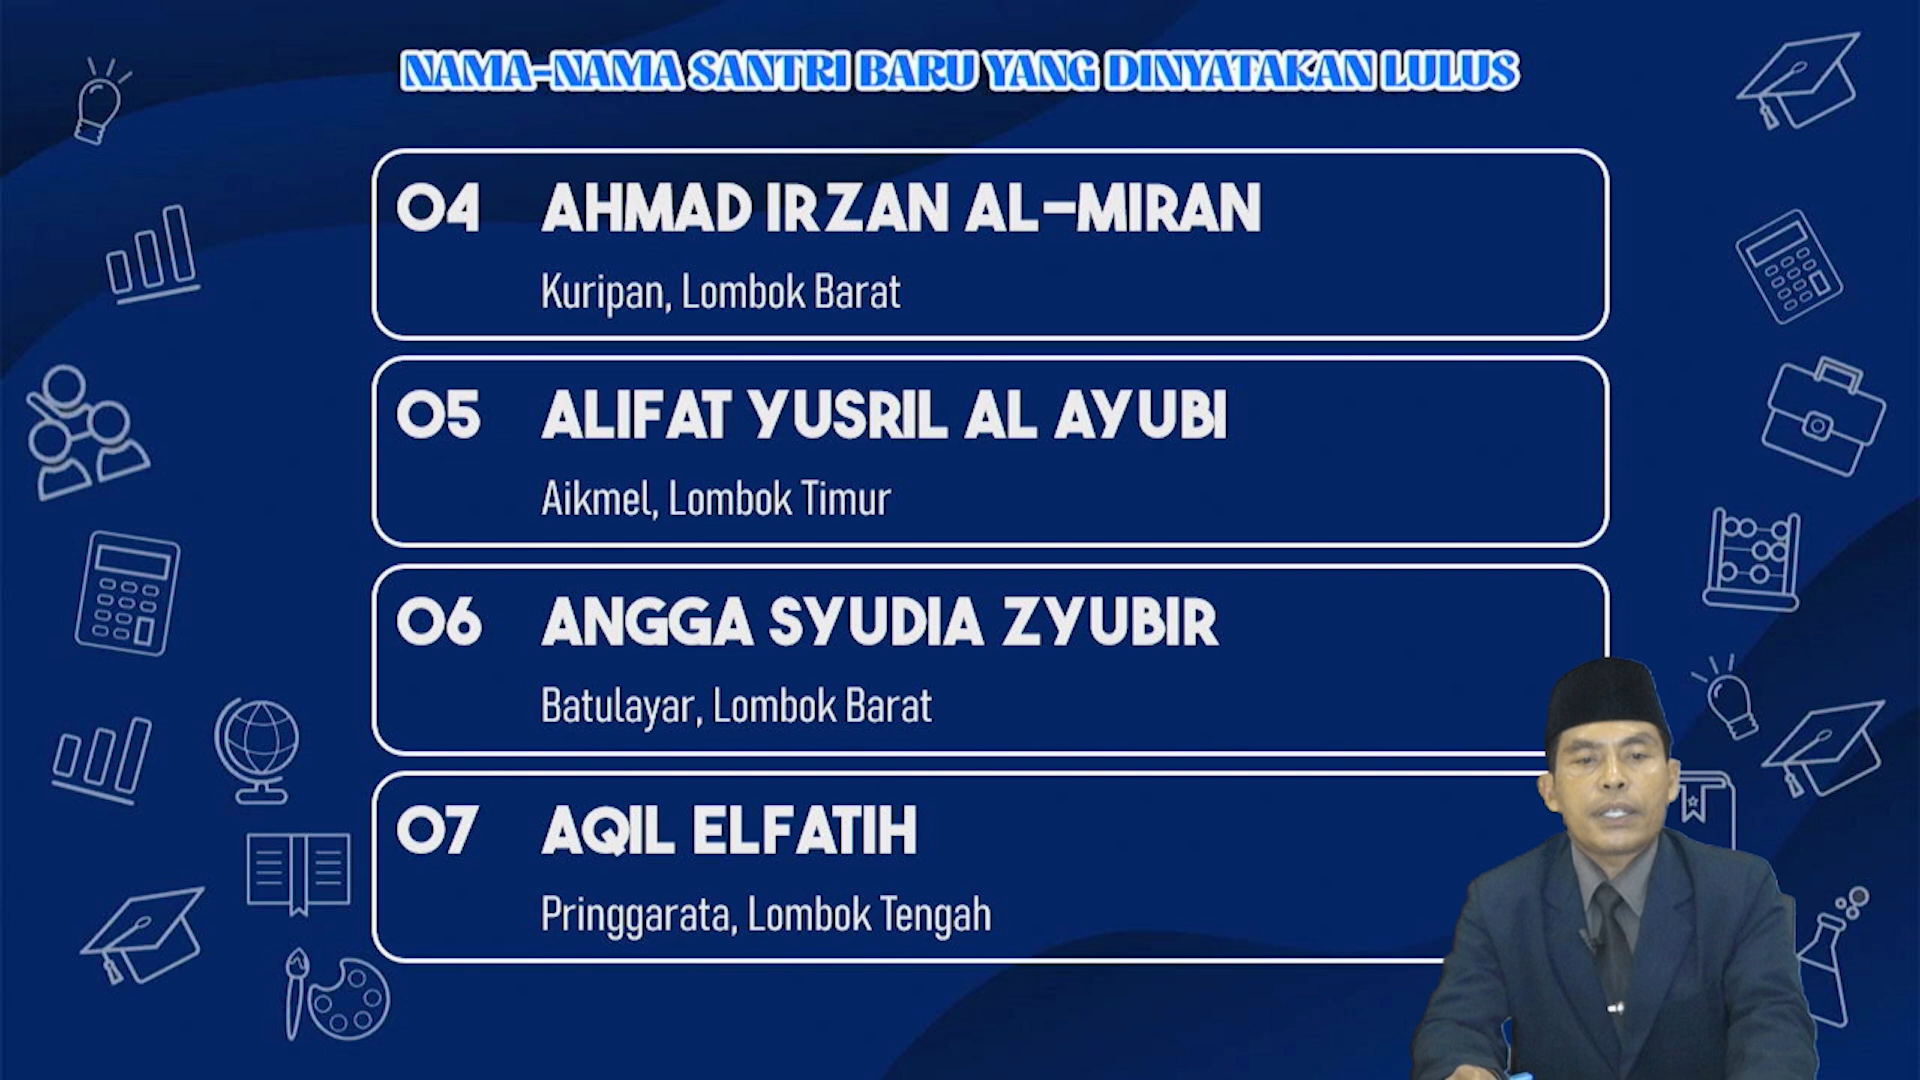 NAMA-NAMA SANTRI BARU YANG DINYATAKAN LULUS
04 AHMAD IRZAN AL-MIRAN
Kuripan, Lombok Barat
05 ALIFAT YUSRIL AL AYUBI
Aikmel, Lombok Timur
06 ANGGA SYUDIA ZYUBIR
Batulayar, Lombok Barat
07 AQIL ELFATIH
Pringgarata, Lombok Tengah